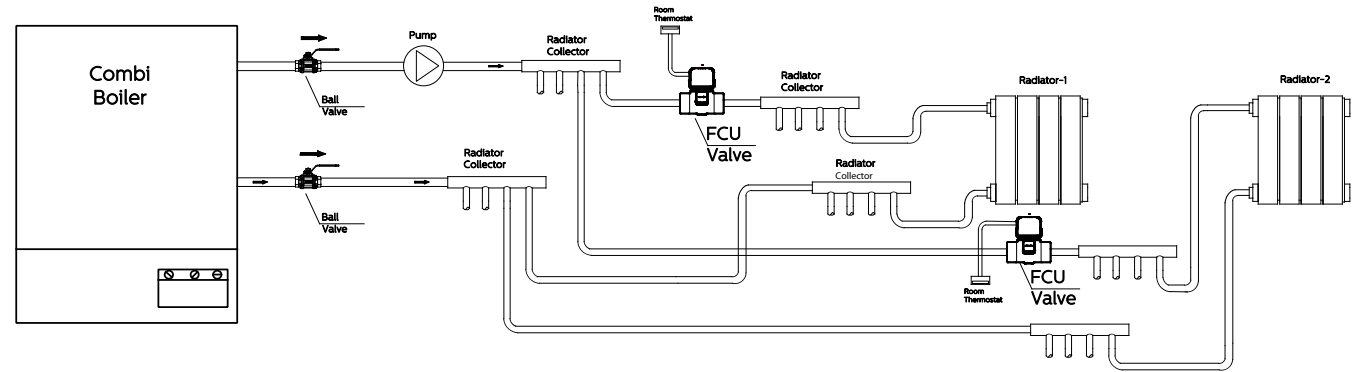 Combi
Boiler
Ball
Valve
Pump
Radiator
Collector
Room
Thermostat
FCU
Valve
Radiator
Collector
Radiator-1
Radiator-2
Radiator
Collector
Ball
Valve
Radiator
Collector
Room
Thermostat
FCU
Valve